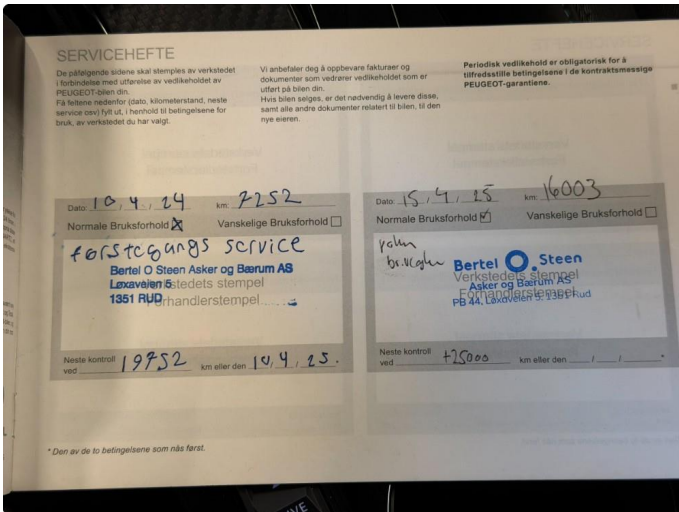 SERVICEHEFTE
De påfølgende sidene skal stemples av verkstedet
i forbindelse med utførelse av vedlikeholdet av
PEUGEOT-bilen din.
Få feltene nedenfor (dato, kilometerstand, neste
service osv) fylt ut, i henhold til betingelsene for
bruk, av verkstedet du har valgt.
Vi anbefaler deg å oppbevare fakturaer og
dokumenter som vedrører vedlikeholdet som er
utført på bilen din.
Hvis bilen selges, er det nødvendig å levere disse,
samt alle andre dokumenter relatert til bilen, til den
nye eieren.
Periodisk vedlikehold er obligatorisk for å
tilfredsstille betingelsene i de kontraktsmessige
PEUGEOT-garantiene.
Dato: 10, 4, 24 km: 7252
Normale Bruksforhold Vanskelige Bruksforhold
førstegangs service
Bertel O Steen Asker og Bærum AS
Løxaveien 5
1351 RUD
Verkstedets stempel
Forhandlerstempel
Neste kontroll
ved 19752 km eller den 10, 4, 25.
Dato: 15, 4, 25 km: 16003
Normale Bruksforhold Vanskelige Bruksforhold
Bertel O. Steen
Verkstedets stempel
Asker og Bærum AS
Forhandlerstempel
PB 44, Løxaveien 5, 1351 Rud
Neste kontroll
ved +25000 km eller den / / *
* Den av de to betingelsene som nås først.